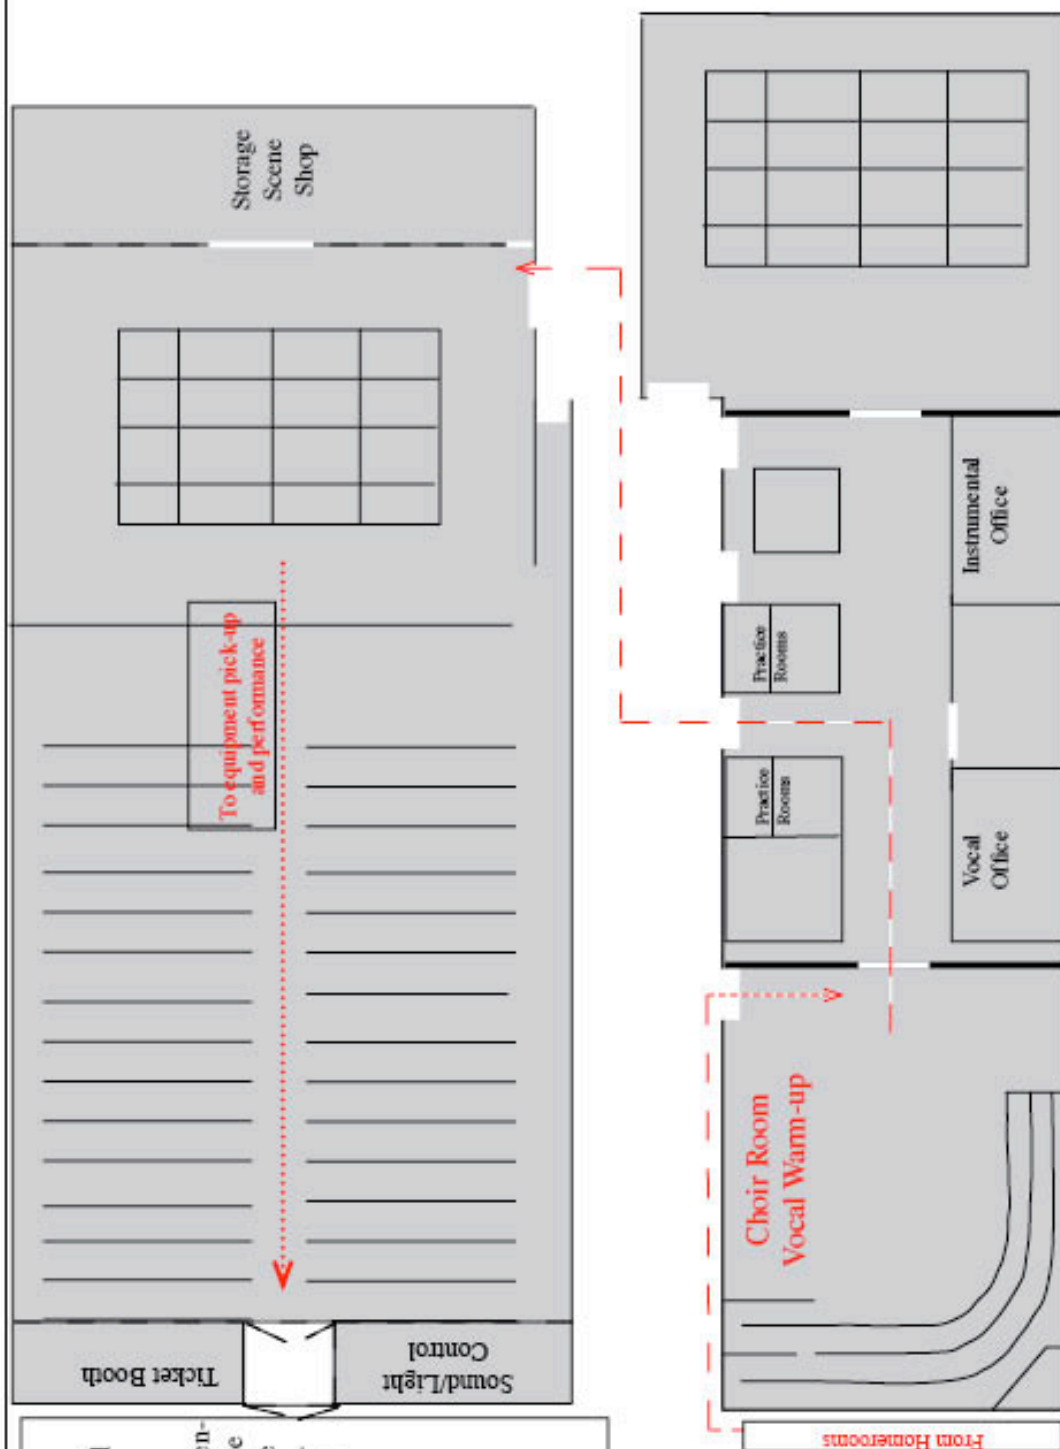 Storage
Scene
Shop
To equipment pick-up
and performance
Practice
Rooms
Instrumental
Office
Practice
Rooms
Vocal
Office
Choir Room
Vocal Warm-up
Ticket Booth
Sound/Light
Control
From Homerooms